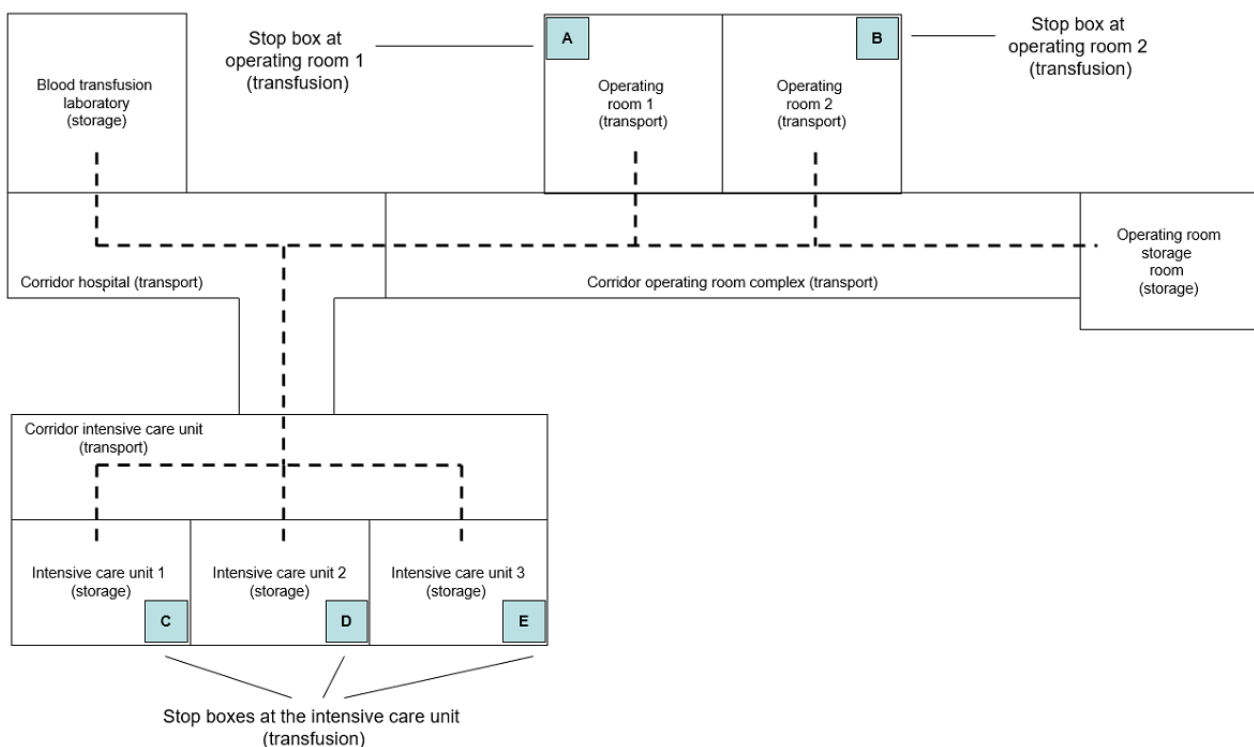 Stop box at
operating room 1
(transfusion)
A
B
Stop box at
operating room 2
(transfusion)
Blood transfusion
laboratory
(storage)
Operating
room 1
(transport)
Operating
room 2
(transport)
Operating room
storage
room
(storage)
Corridor hospital (transport)
Corridor operating room complex (transport)
Corridor intensive care unit
(transport)
Intensive care unit 1
(storage)
Intensive care unit 2
(storage)
Intensive care unit 3
(storage)
C
D
E
Stop boxes at the intensive care unit
(transfusion)